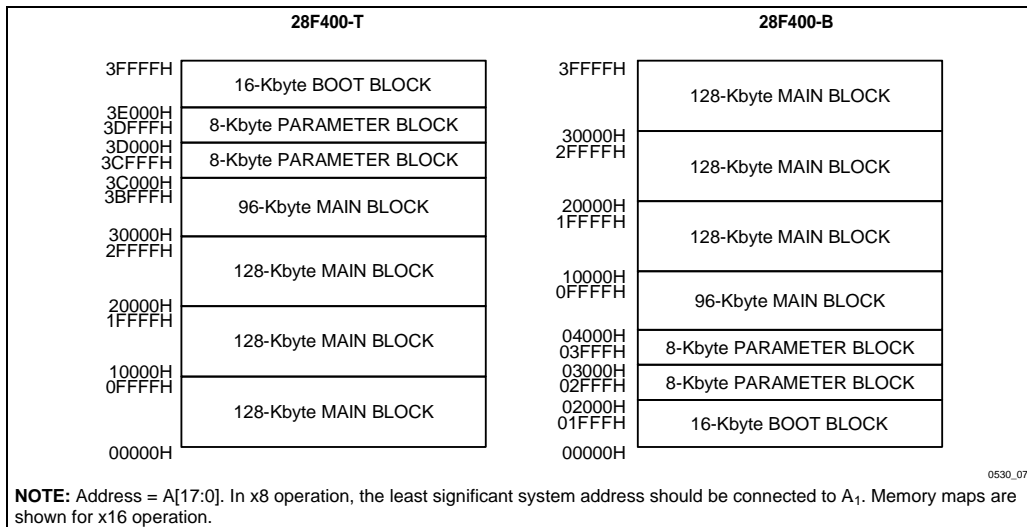 28F400-T
3FFFFH
16-Kbyte BOOT BLOCK
3E000H
3DFFFH
8-Kbyte PARAMETER BLOCK
3D000H
3CFFFH
8-Kbyte PARAMETER BLOCK
3C000H
3BFFFH
96-Kbyte MAIN BLOCK
30000H
2FFFFH
128-Kbyte MAIN BLOCK
20000H
1FFFFH
128-Kbyte MAIN BLOCK
10000H
0FFFFH
128-Kbyte MAIN BLOCK
00000H
28F400-B
3FFFFH
128-Kbyte MAIN BLOCK
30000H
2FFFFH
128-Kbyte MAIN BLOCK
20000H
1FFFFH
128-Kbyte MAIN BLOCK
10000H
0FFFFH
96-Kbyte MAIN BLOCK
04000H
03FFFH
8-Kbyte PARAMETER BLOCK
03000H
02FFFH
8-Kbyte PARAMETER BLOCK
02000H
01FFFH
16-Kbyte BOOT BLOCK
00000H
0530_07
NOTE: Address = A[17:0]. In x8 operation, the least significant system address should be connected to A₁. Memory maps are
shown for x16 operation.